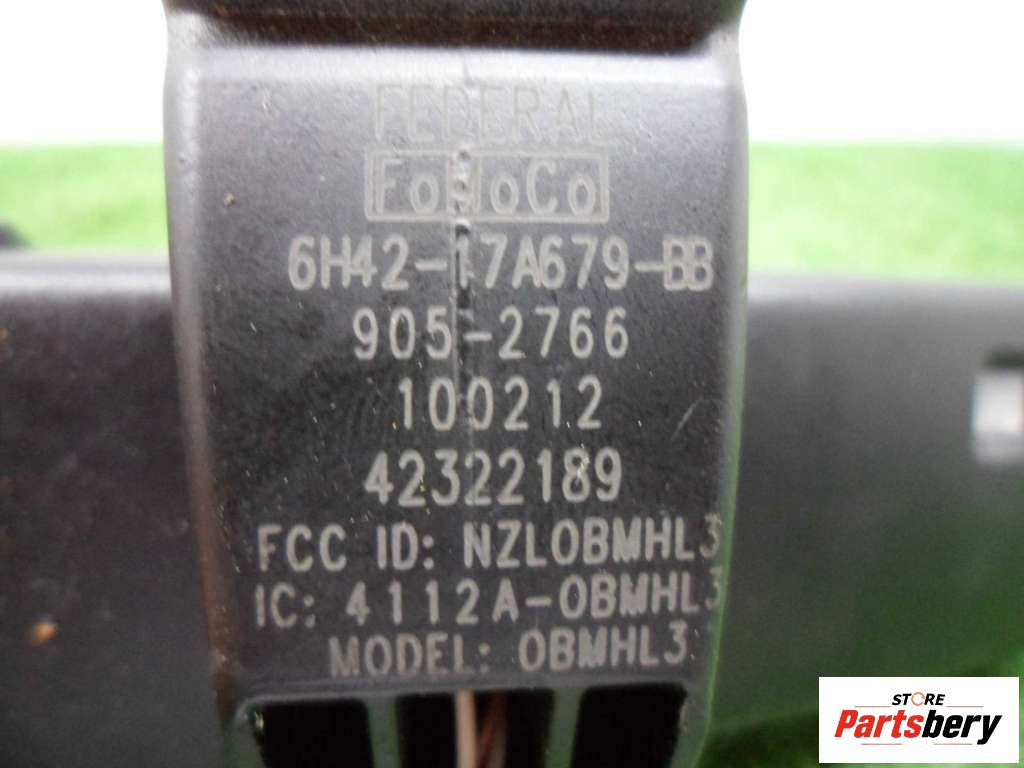 FEDERAL
FoMoCo
6H42-17A679-BB
905-2766
100212
42322189
FCC ID: NZLOBMHL3
IC: 4112A-OBMHL3
MODEL: OBMHL3
STORE
Partsbery